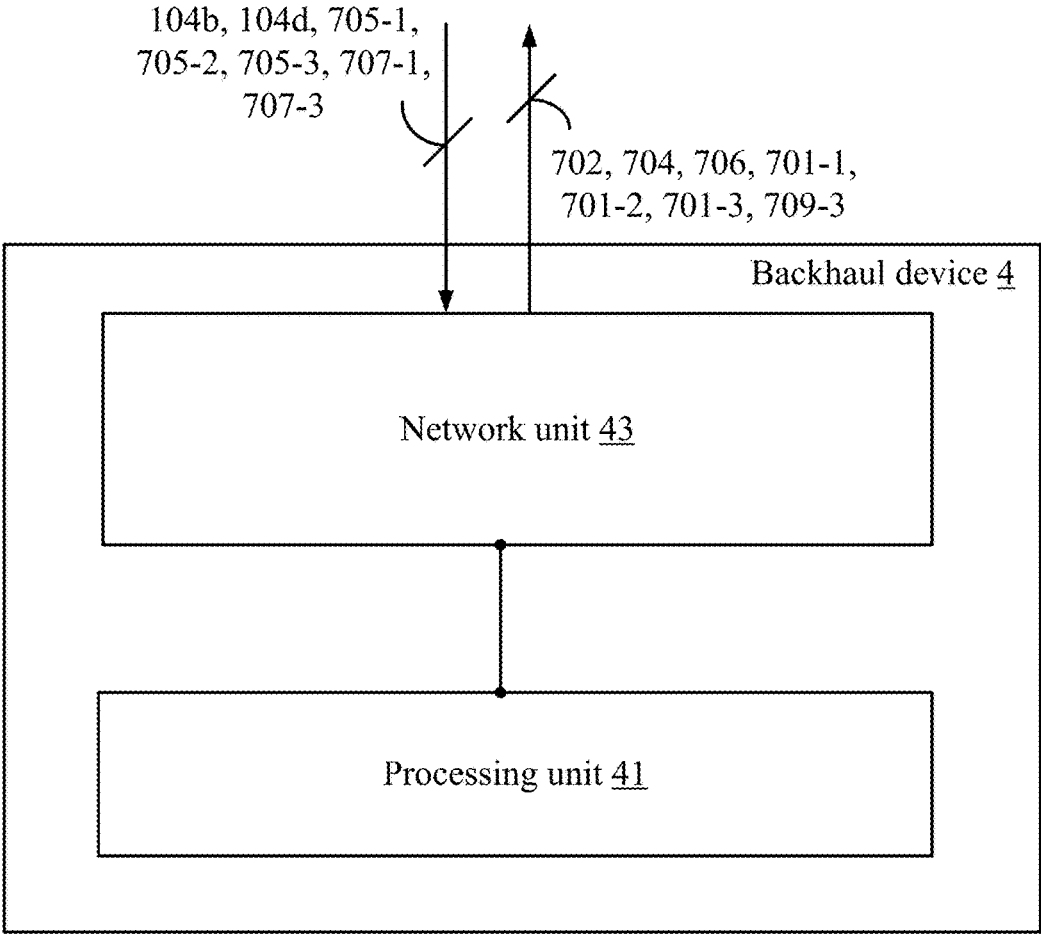 104b, 104d, 705-1,
705-2, 705-3, 707-1,
707-3
702, 704, 706, 701-1,
701-2, 701-3, 709-3
Backhaul device 4
Network unit 43
Processing unit 41